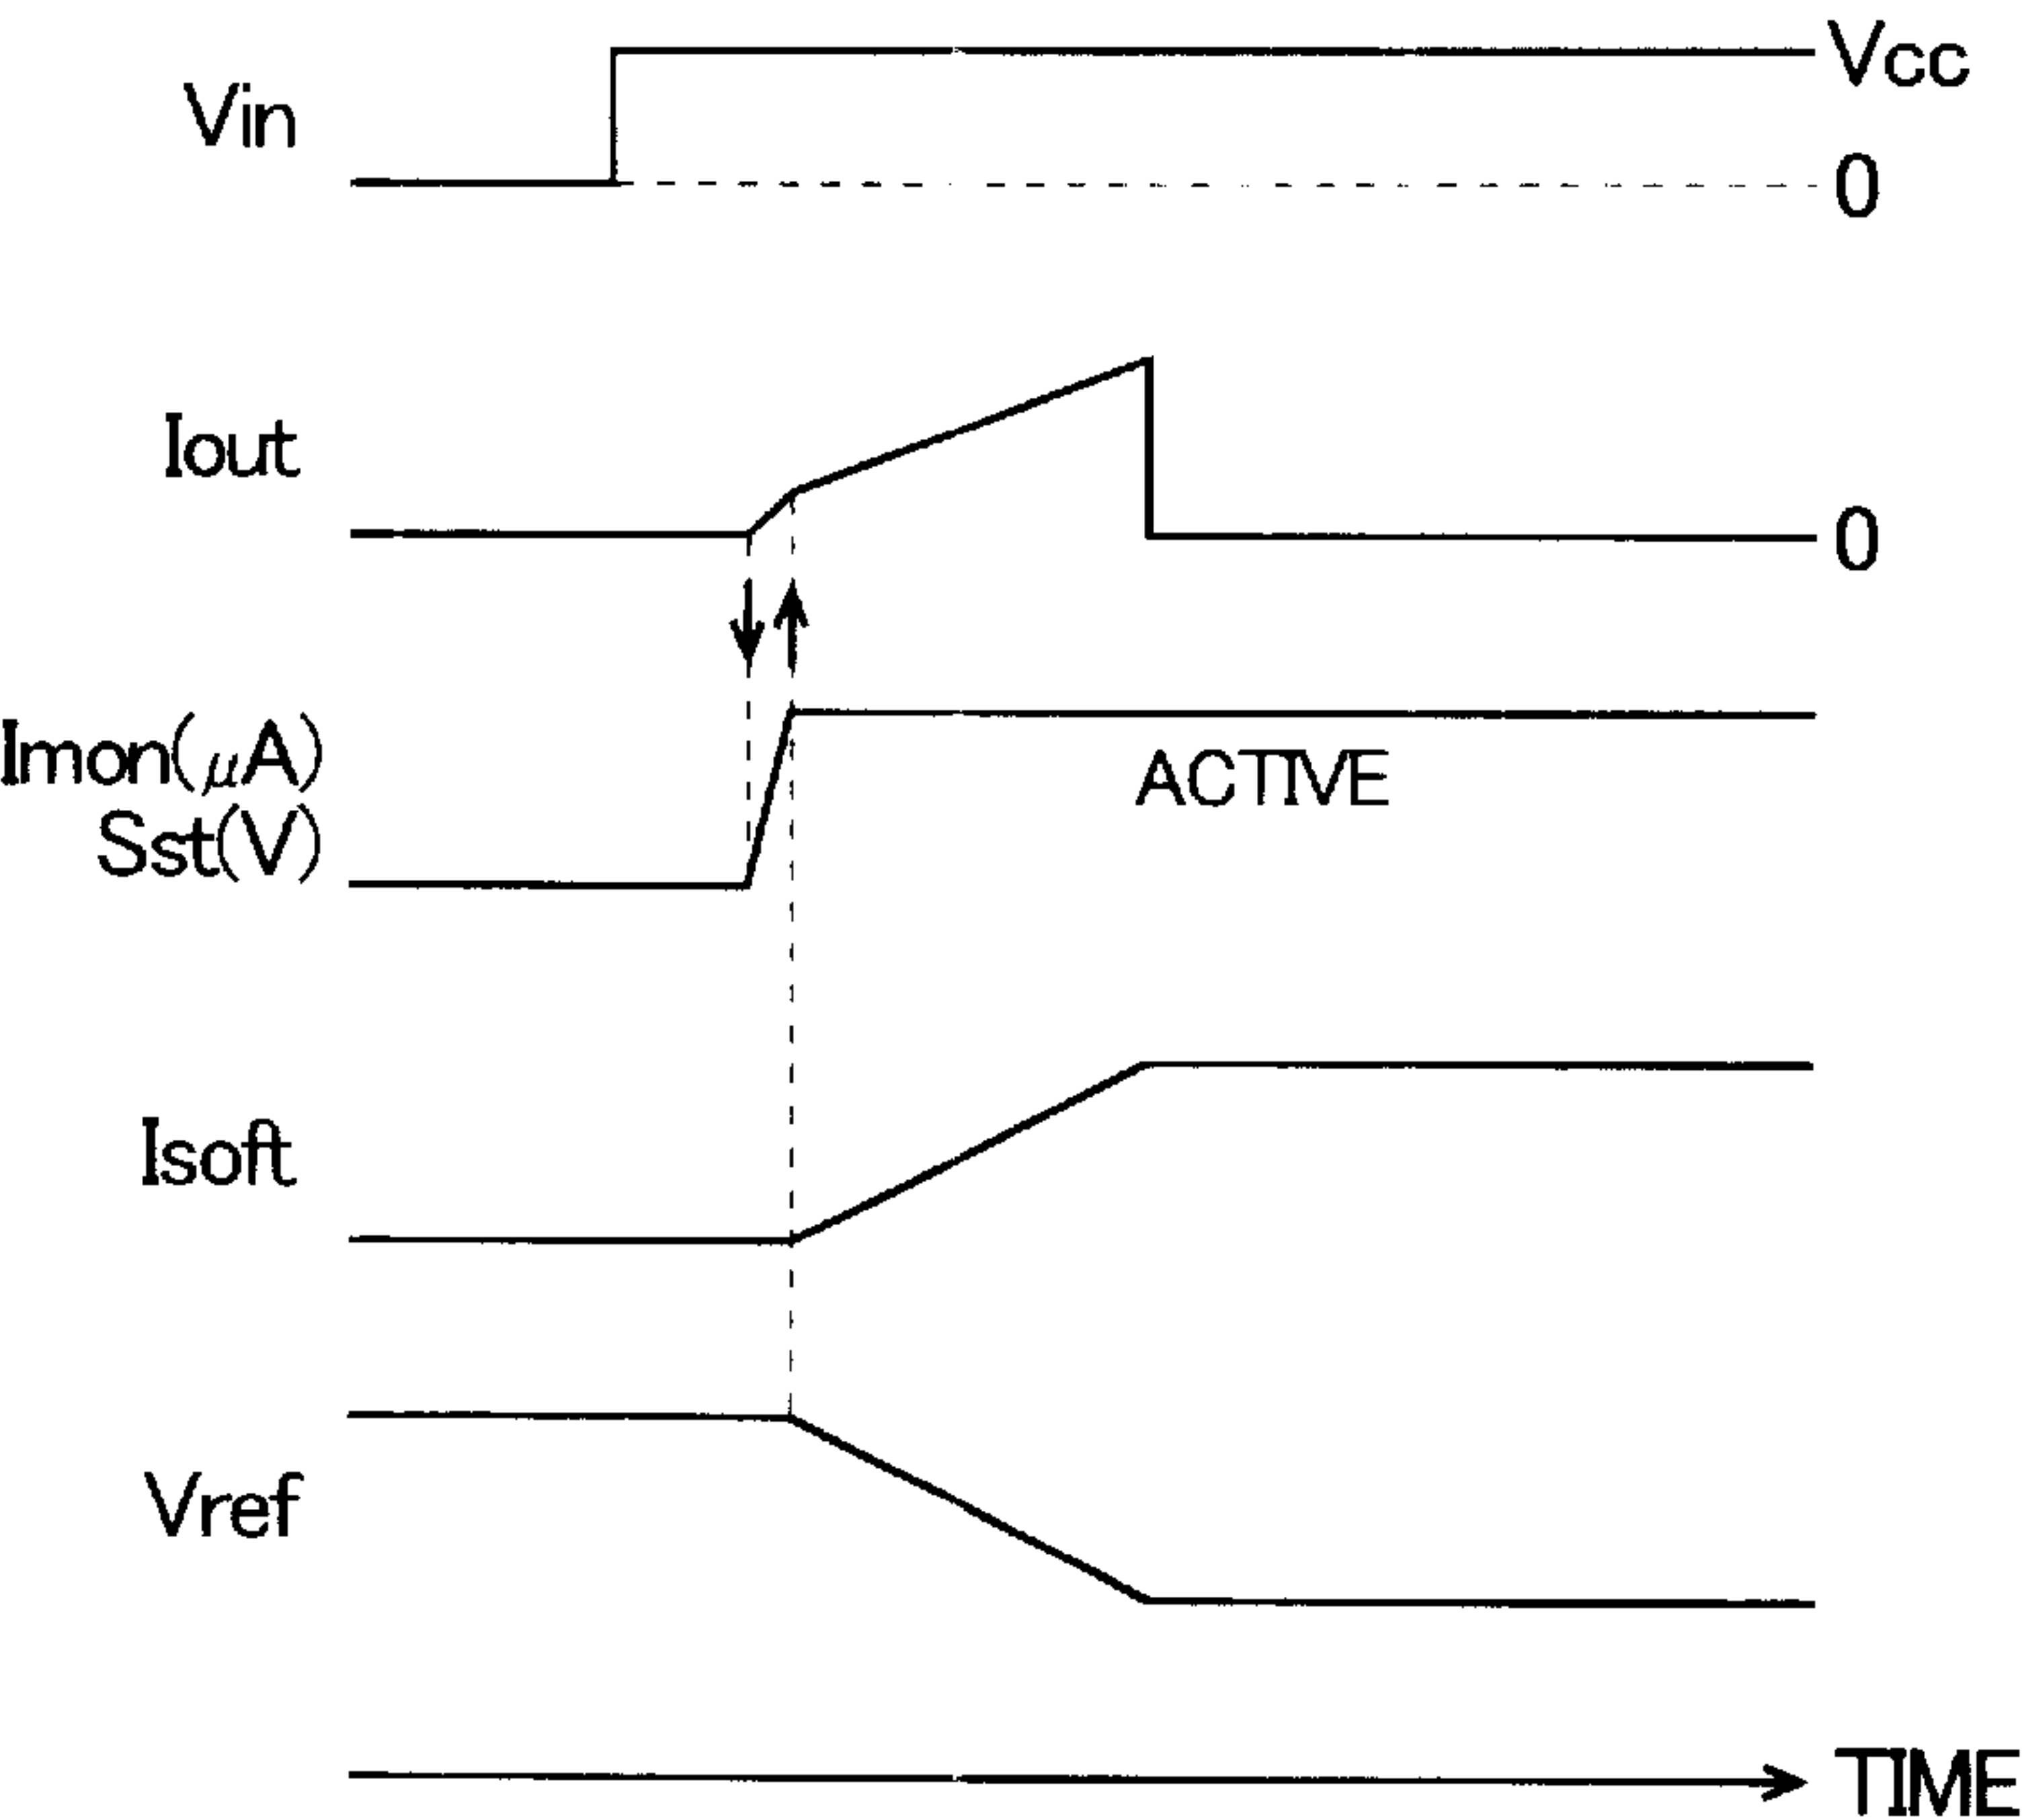 Vin
Vcc
0
Iout
0
Imon(μA)
Sst(V)
ACTIVE
Isoft
Vref
TIME